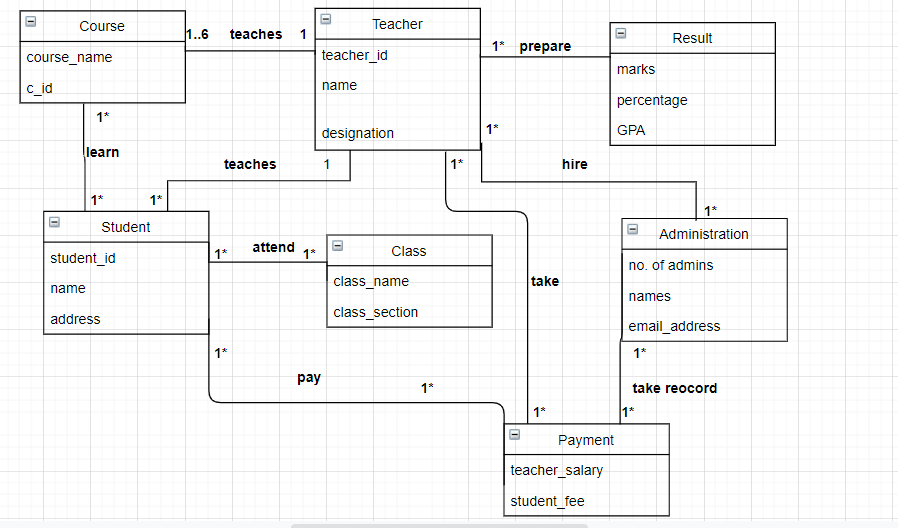 Course
course_name
c_id
1..6 teaches 1
Teacher
teacher_id
name
designation
1* prepare
Result
marks
percentage
GPA
1*
learn
1*
teaches 1
1*
1*
1*
hire
1*
Student
student_id
name
address
1* attend 1*
Class
class_name
class_section
take
Administration
no. of admins
names
email_address
1*
pay
1*
1*
1*
take reocord
1*
Payment
teacher_salary
student_fee